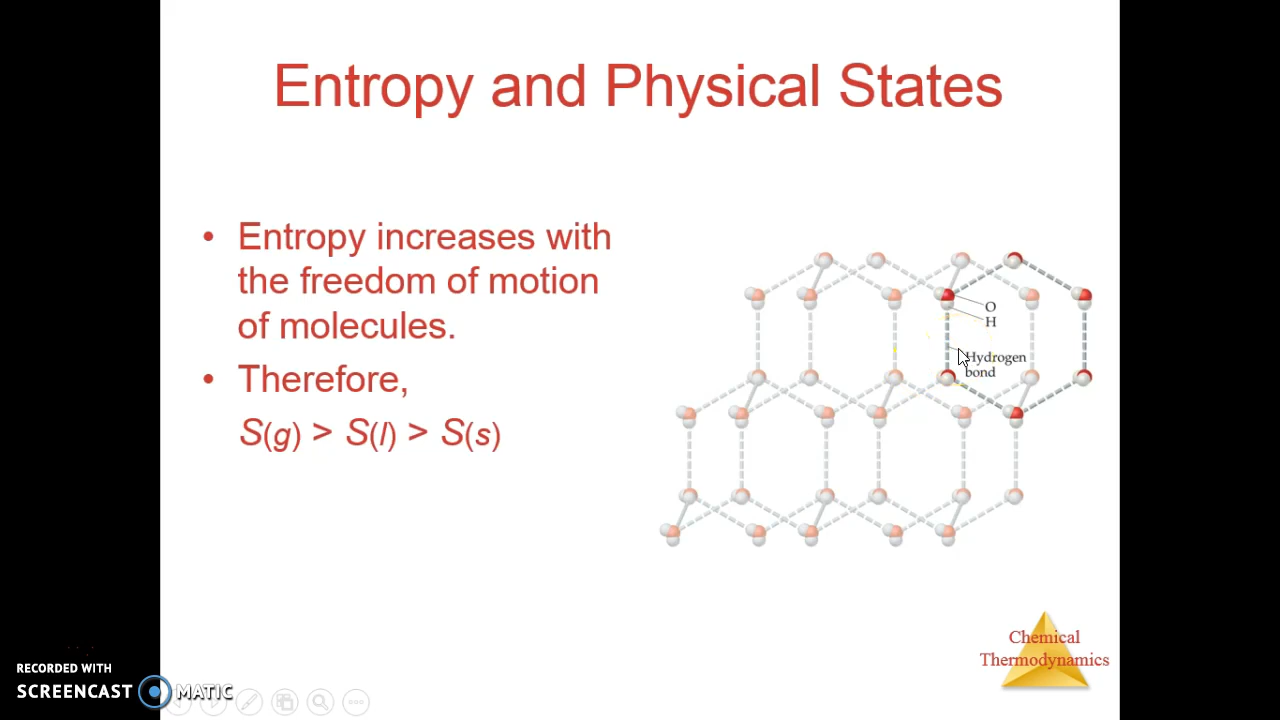 Entropy and Physical States
• Entropy increases with
the freedom of motion
of molecules.
• Therefore,
S(g) > S(l) > S(s)
O
H
Hydrogen
bond
Chemical
Thermodynamics
RECORDED WITH
SCREENCAST MATIC